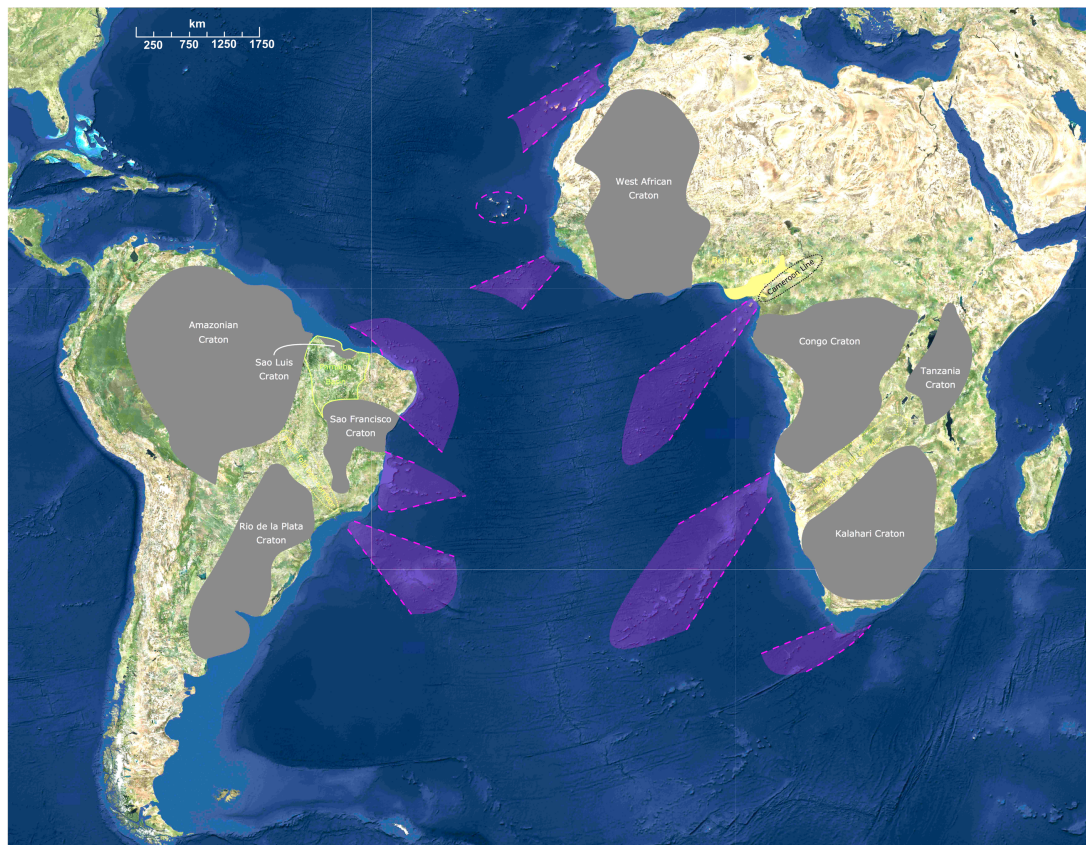 km
250 750 1250 1750
West African
Craton
Cameroon Line
Amazonian
Craton
Sao Luis
Craton
Congo Craton
Tanzania
Craton
Sao Francisco
Craton
Rio de la Plata
Craton
Kalahari Craton